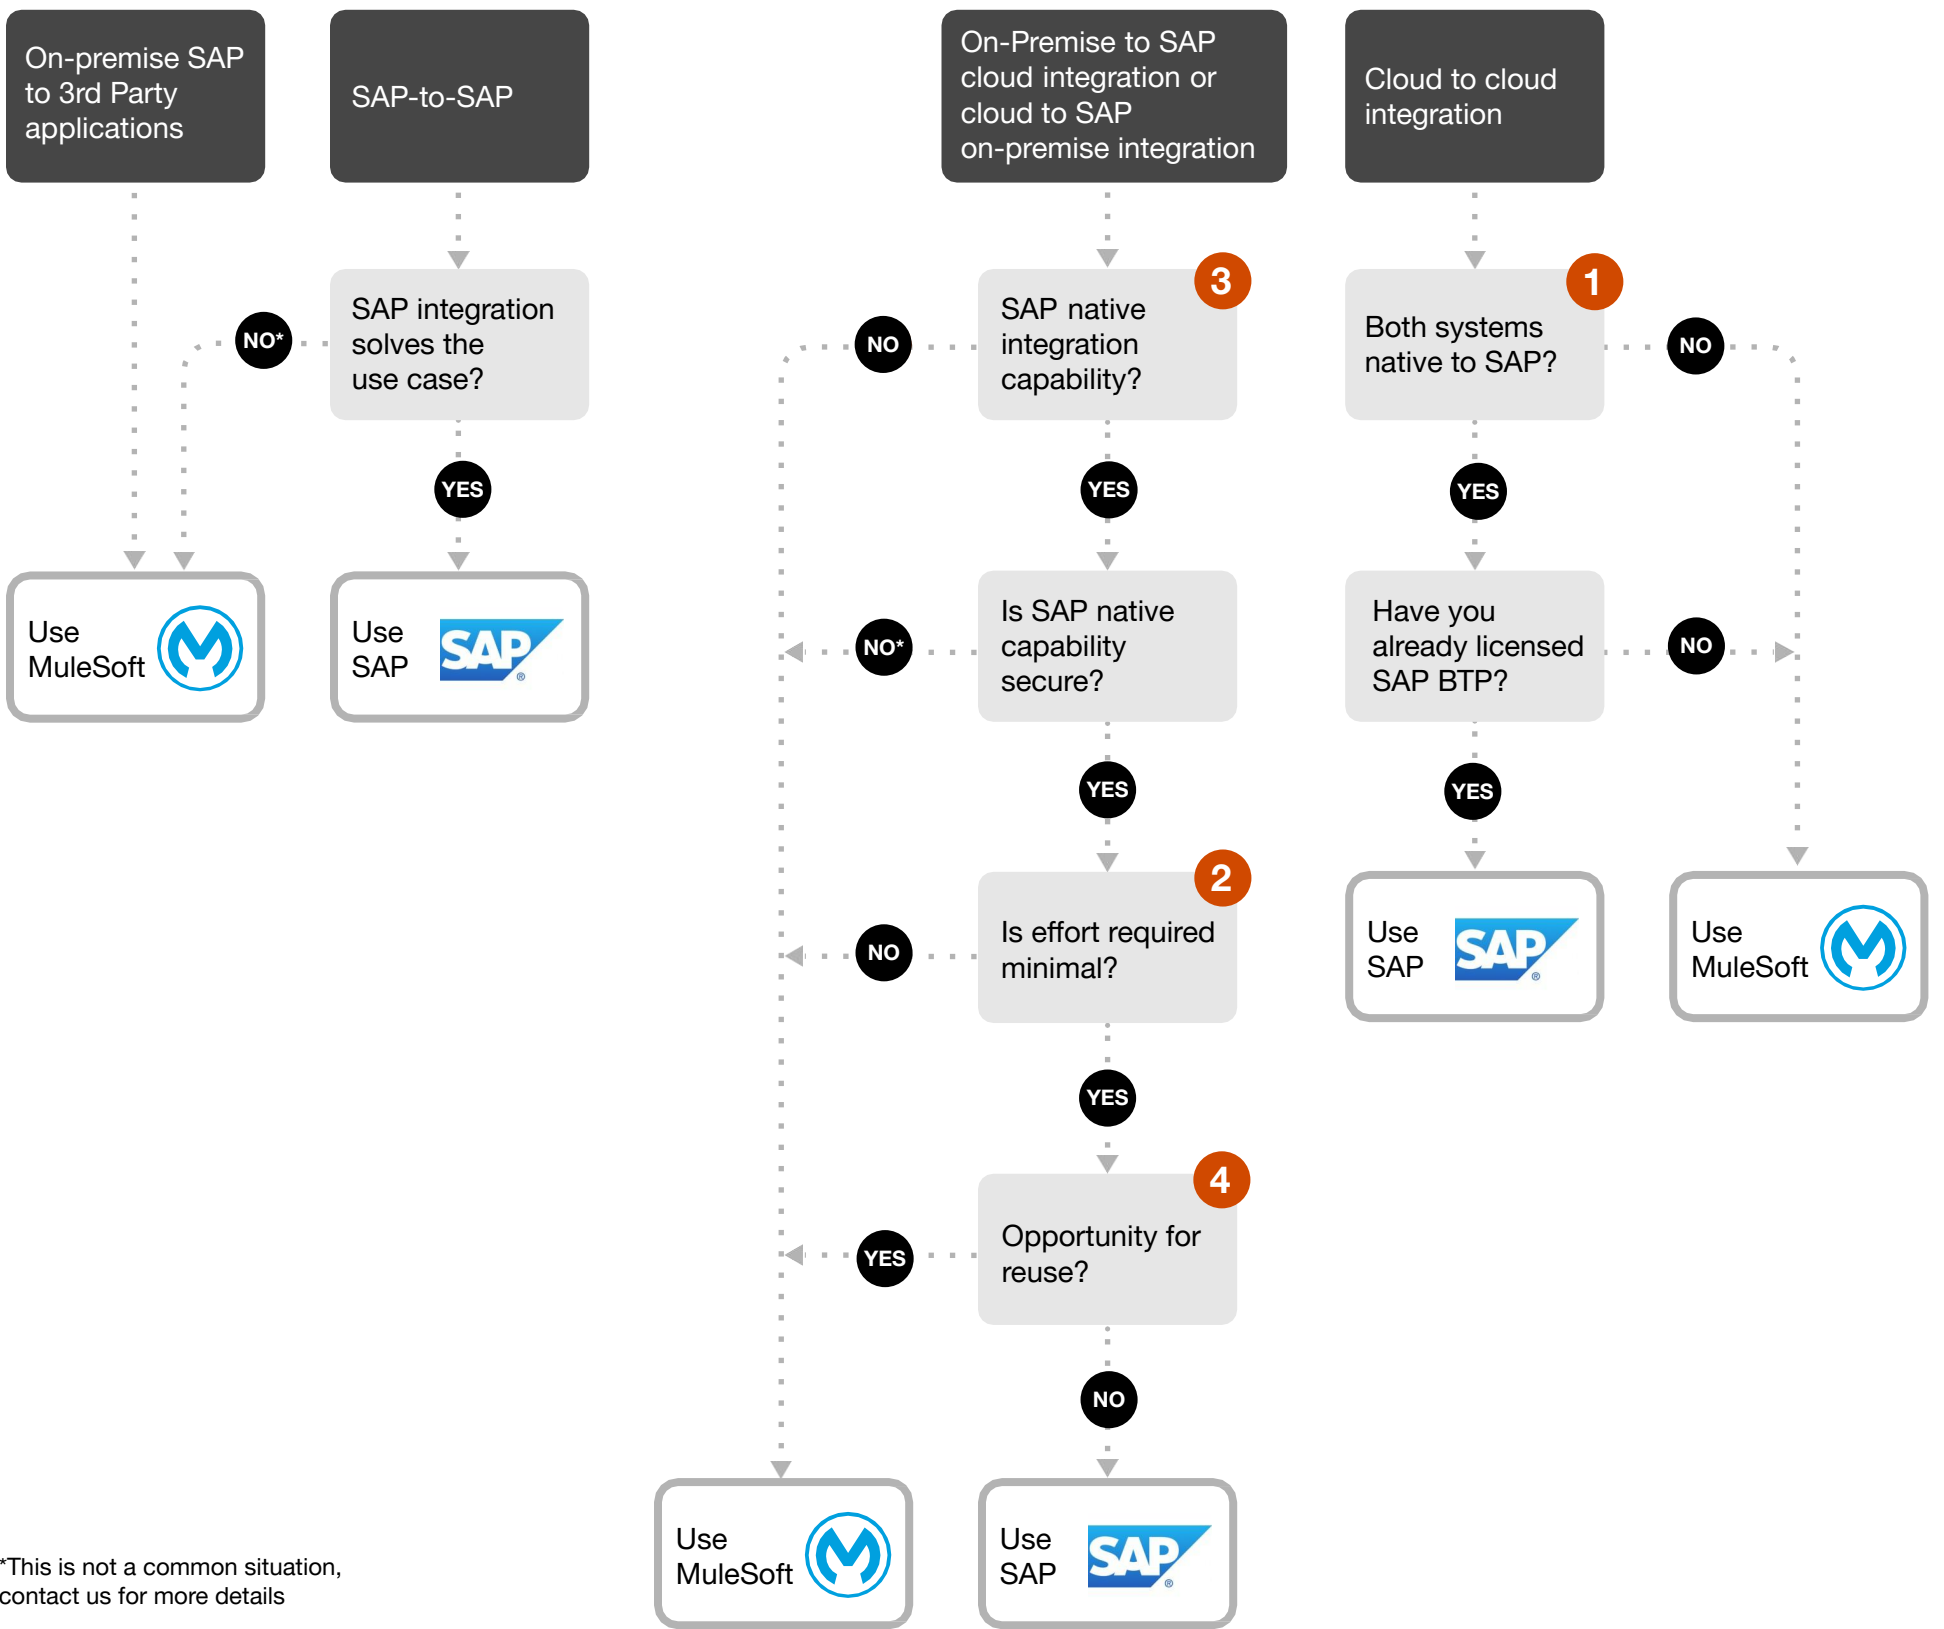 On-premise SAP
to 3rd Party
applications
SAP-to-SAP
On-Premise to SAP
cloud integration or
cloud to SAP
on-premise integration
Cloud to cloud
integration
SAP integration
solves the
use case?
NO*
YES
Use
MuleSoft
Use
SAP
SAP
®
3
SAP native
integration
capability?
NO
YES
Is SAP native
capability
secure?
NO*
YES
2
Is effort required
minimal?
NO
YES
4
Opportunity for
reuse?
YES
NO
Use
MuleSoft
Use
SAP
SAP
®
1
Both systems
native to SAP?
NO
YES
Have you
already licensed
SAP BTP?
NO
YES
Use
SAP
SAP
®
Use
MuleSoft
*This is not a common situation,
contact us for more details